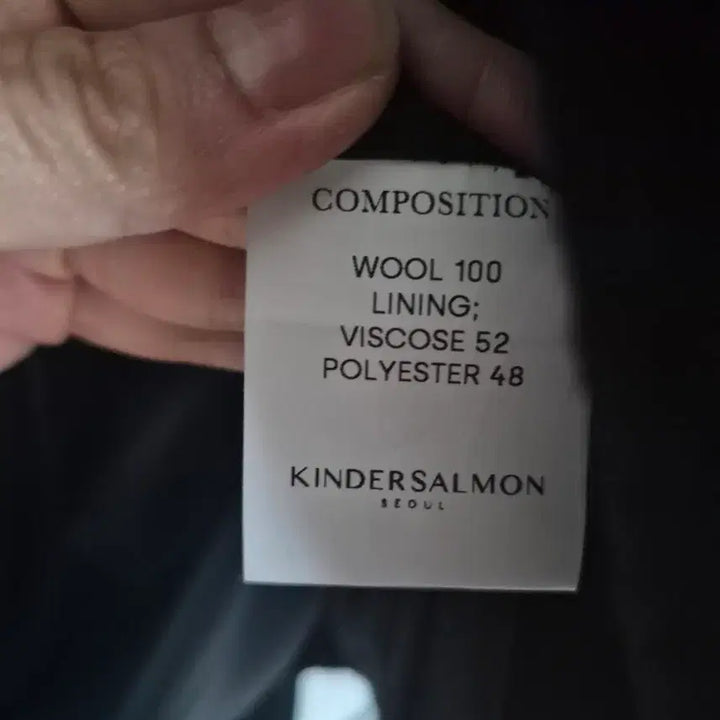 COMPOSITION
WOOL 100
LINING;
VISCOSE 52
POLYESTER 48
KINDERSALMON
SEOUL